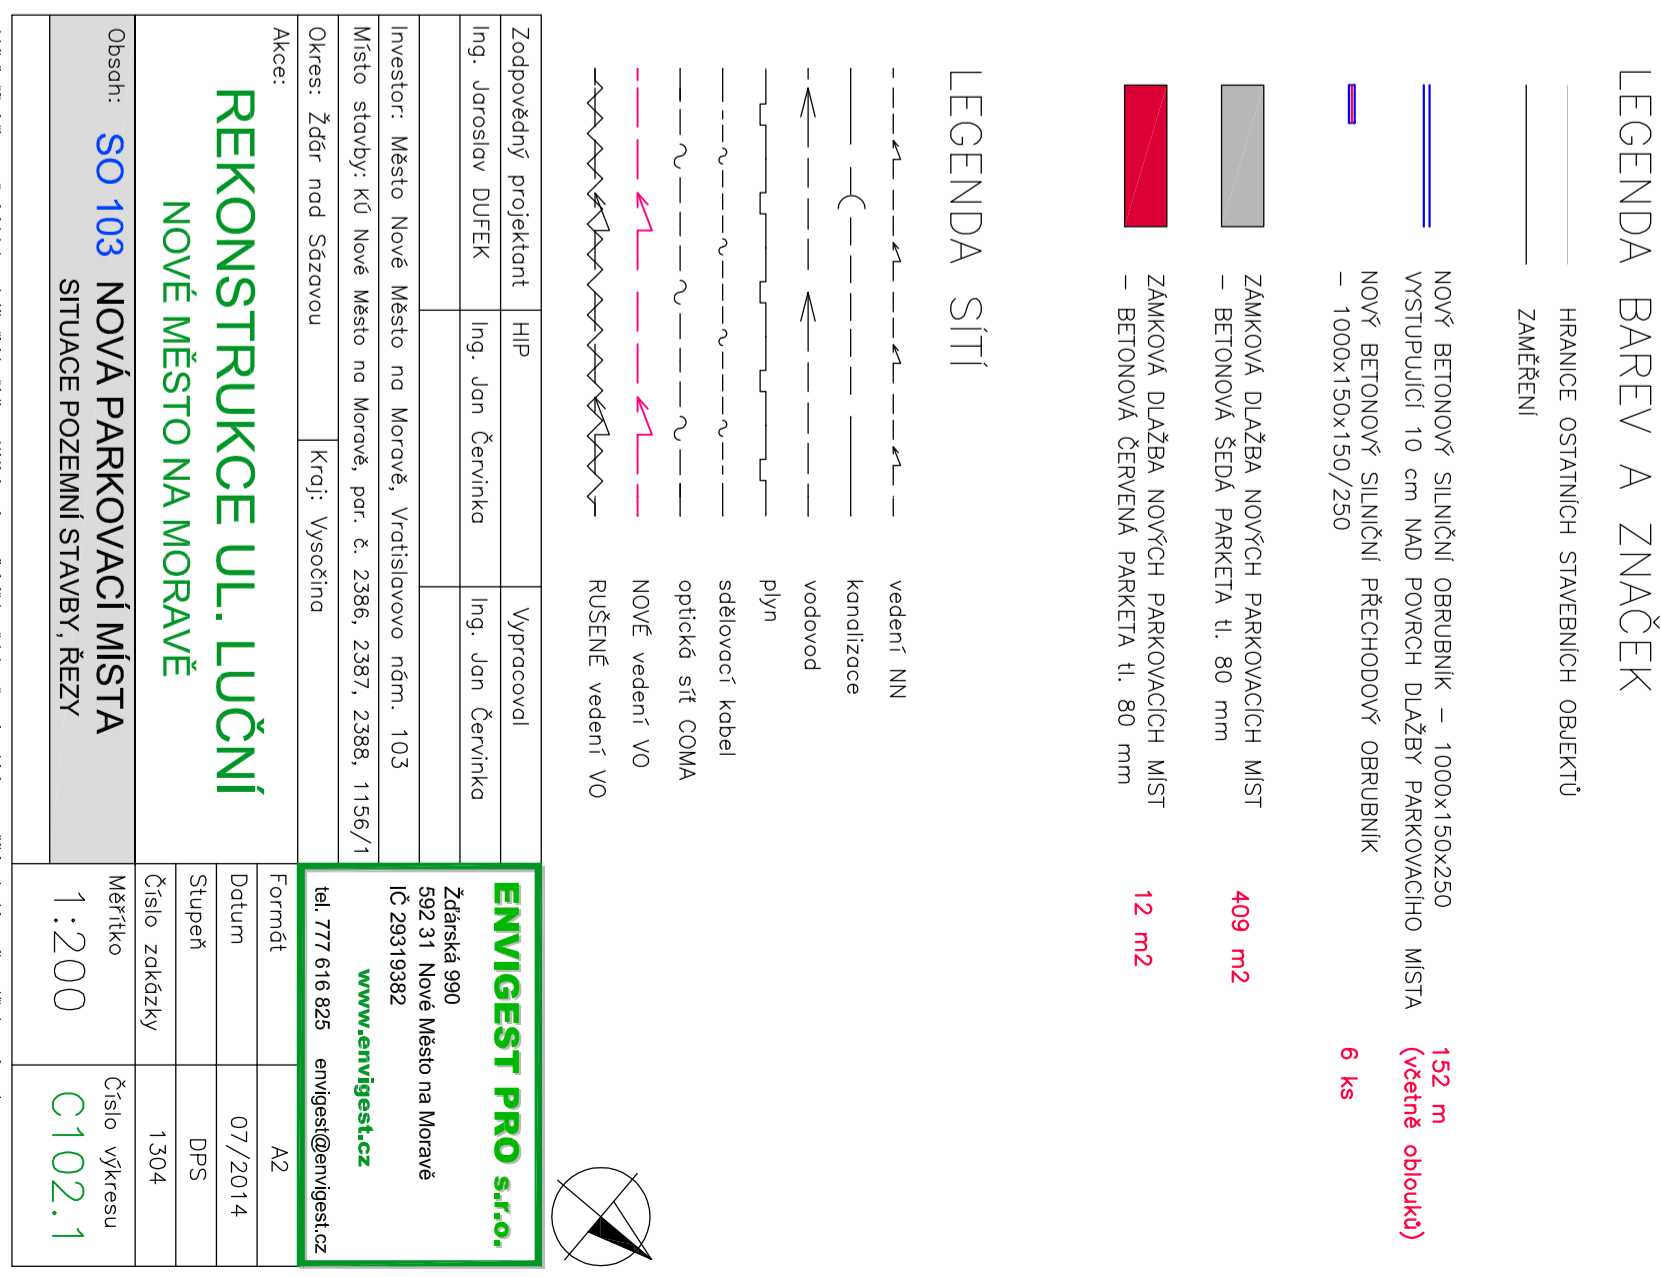 LEGENDA BAREV A ZNAČEK
HRANICE OSTATNÍCH STAVEBNÍCH OBJEKTŮ
ZAMĚŘENÍ
NOVÝ BETONOVÝ SILNIČNÍ OBRUBNÍK – 1000x150x250
VYSTUPUJÍCÍ 10 cm NAD POVRCH DLAŽBY PARKOVACÍHO MÍSTA
152 m
(včetně oblouků)
NOVÝ BETONOVÝ SILNIČNÍ PŘECHODOVÝ OBRUBNÍK
– 1000x150x150/250
6 ks
ZÁMKOVÁ DLAŽBA NOVÝCH PARKOVACÍCH MÍST
– BETONOVÁ ŠEDÁ PARKETA tl. 80 mm
409 m2
ZÁMKOVÁ DLAŽBA NOVÝCH PARKOVACÍCH MÍST
– BETONOVÁ ČERVENÁ PARKETA tl. 80 mm
12 m2
LEGENDA SÍTÍ
vedení NN
kanalizace
vodovod
plyn
sdělovací kabel
optická síť COMA
NOVÉ vedení VO
RUŠENÉ vedení VO
Zodpovědný projektant HIP Vypracoval
Ing. Jaroslav DUFEK Ing. Jan Červinka Ing. Jan Červinka
Investor: Město Nové Město na Moravě, Vratislavovo nám. 103
Místo stavby: KÚ Nové Město na Moravě, par. č. 2386, 2387, 2388, 1156/1
Okres: Žďár nad Sázavou Kraj: Vysočina
ENVIGEST PRO s.r.o.
Žďárská 990
592 31 Nové Město na Moravě
IČ 29319382
www.envigest.cz
tel. 777 616 825 envigest@envigest.cz
Akce:
REKONSTRUKCE UL. LUČNÍ
NOVÉ MĚSTO NA MORAVĚ
Formát A2
Datum 07/2014
Stupeň DPS
Číslo zakázky 1304
Obsah: SO 103 NOVÁ PARKOVACÍ MÍSTA
SITUACE POZEMNÍ STAVBY, ŘEZY
Měřítko
1:200
Číslo výkresu
C102.1